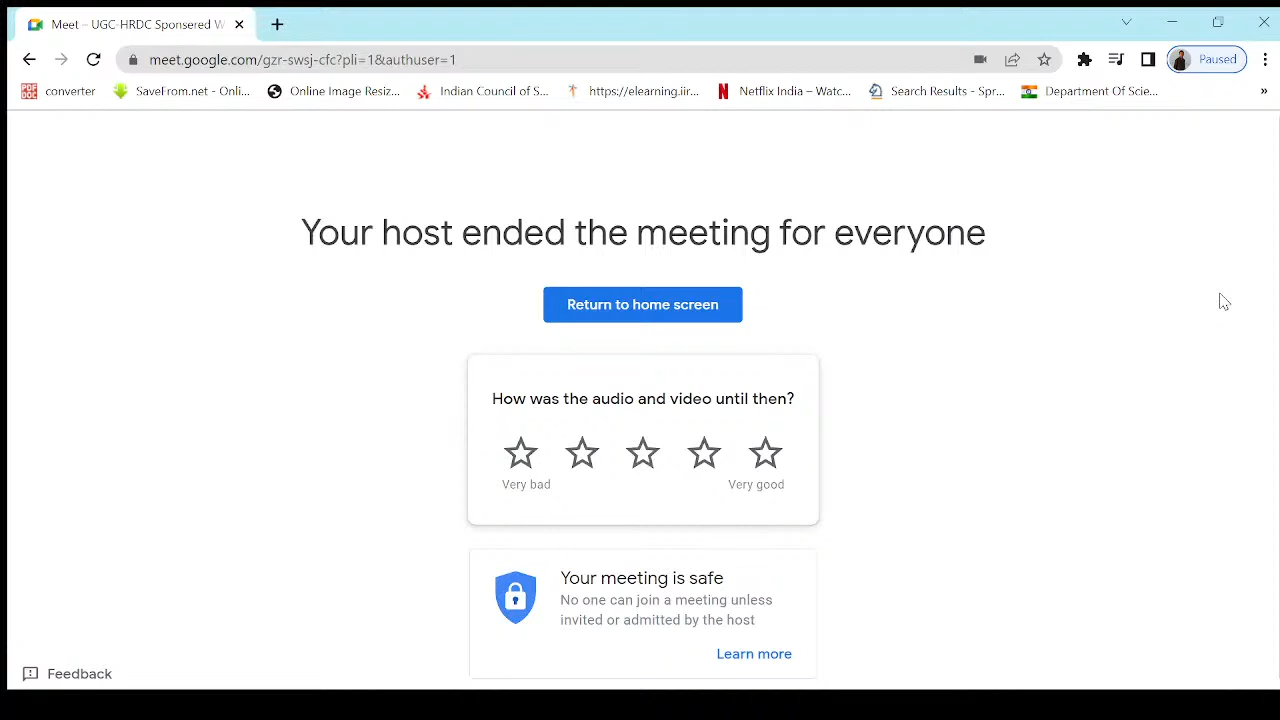 Meet – UGC-HRDC Sponsered W
meet.google.com/gzr-swsj-cfc?pli=1&authuser=1
Paused
PDF DOC converter
SaveFrom.net - Onli...
Online Image Resiz...
Indian Council of S...
https://elearning.iir...
Netflix India – Watc...
Search Results - Spr...
Department Of Scie...
»
Your host ended the meeting for everyone
Return to home screen
How was the audio and video until then?
Very bad
Very good
Your meeting is safe
No one can join a meeting unless
invited or admitted by the host
Learn more
Feedback